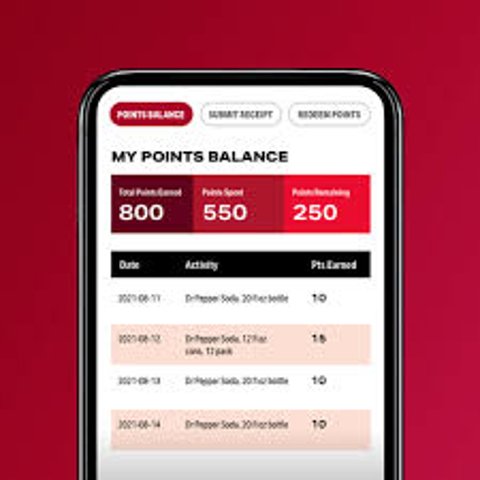 POINTS BALANCE SUBMIT RECEIPT REDEEM POINTS
MY POINTS BALANCE
Total Points Earned Points Spent Points Remaining
800 550 250
Date Activity Pts Earned
2021-08-11 Dr Pepper Soda, 20 fl oz bottle 10
2021-08-12 Dr Pepper Soda, 12 fl oz 15
cans, 12 pack
2021-08-13 Dr Pepper Soda, 20 fl oz bottle 10
2021-08-14 Dr Pepper Soda, 20 fl oz bottle 10